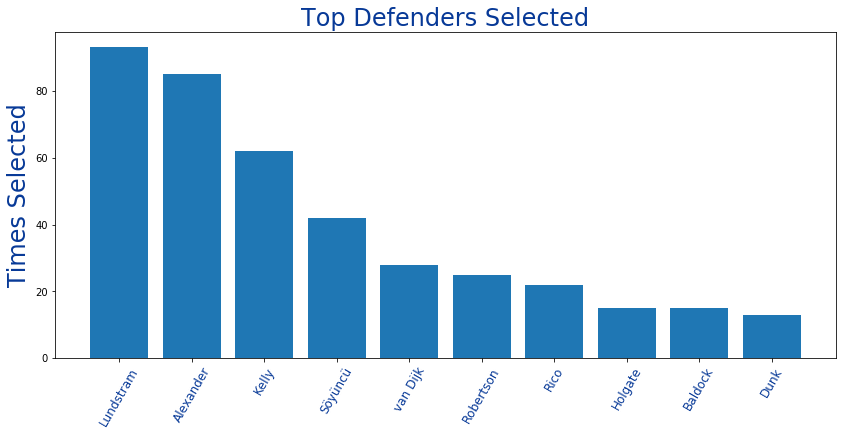 Top Defenders Selected
Times Selected
80
60
40
20
0
Lundstram
Alexander
Kelly
Söyüncü
van Dijk
Robertson
Rico
Holgate
Baldock
Dunk